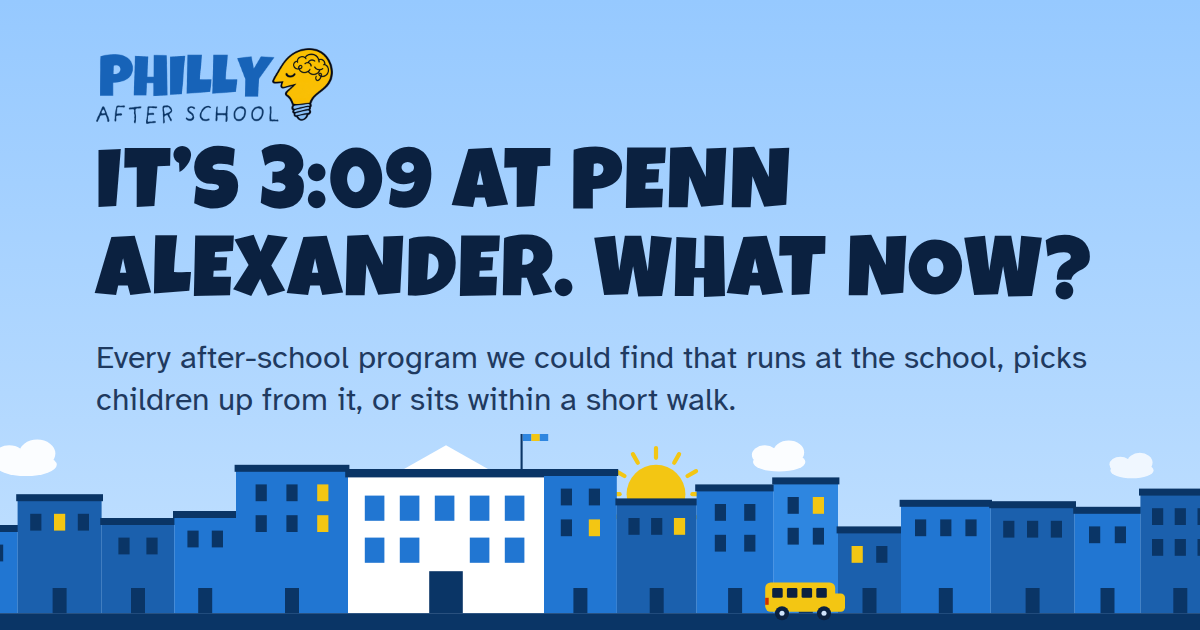 PHILLY
AFTER SCHOOL
IT’S 3:09 AT PENN
ALEXANDER. WHAT NOW?
Every after-school program we could find that runs at the school, picks
children up from it, or sits within a short walk.